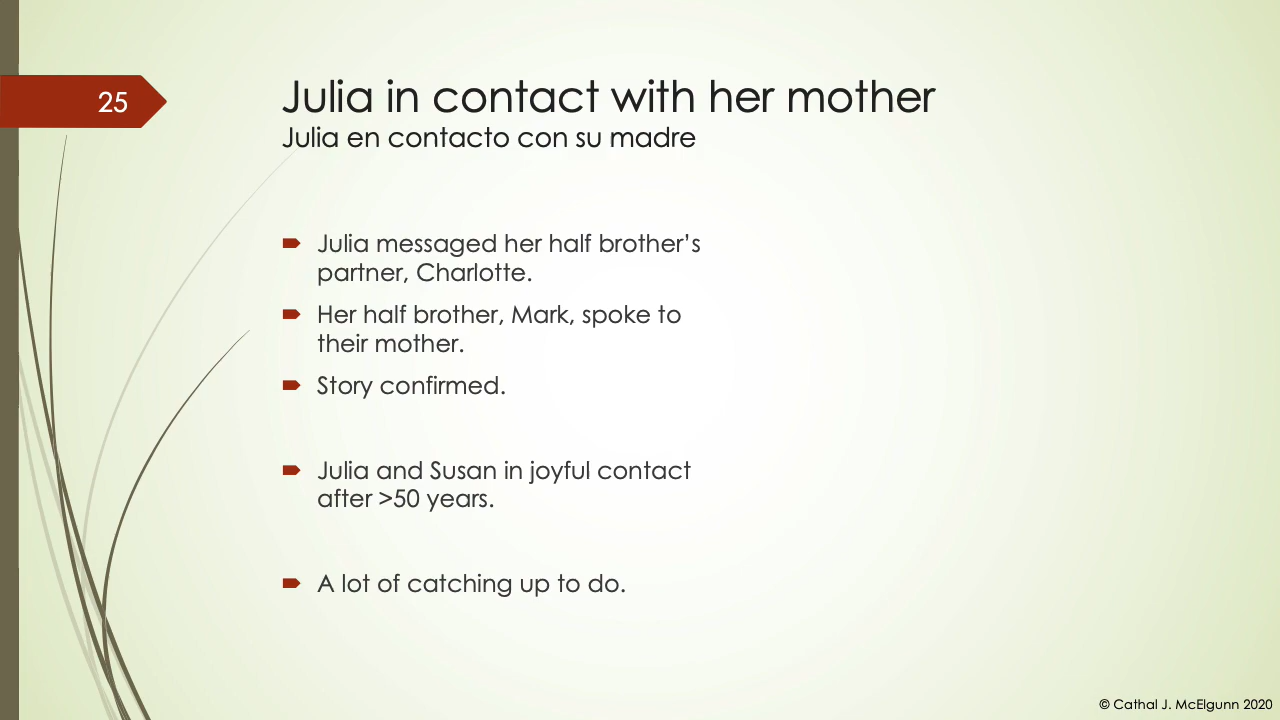 25
Julia in contact with her mother
Julia en contacto con su madre
Julia messaged her half brother’s
partner, Charlotte.
Her half brother, Mark, spoke to
their mother.
Story confirmed.
Julia and Susan in joyful contact
after >50 years.
A lot of catching up to do.
© Cathal J. McElgunn 2020